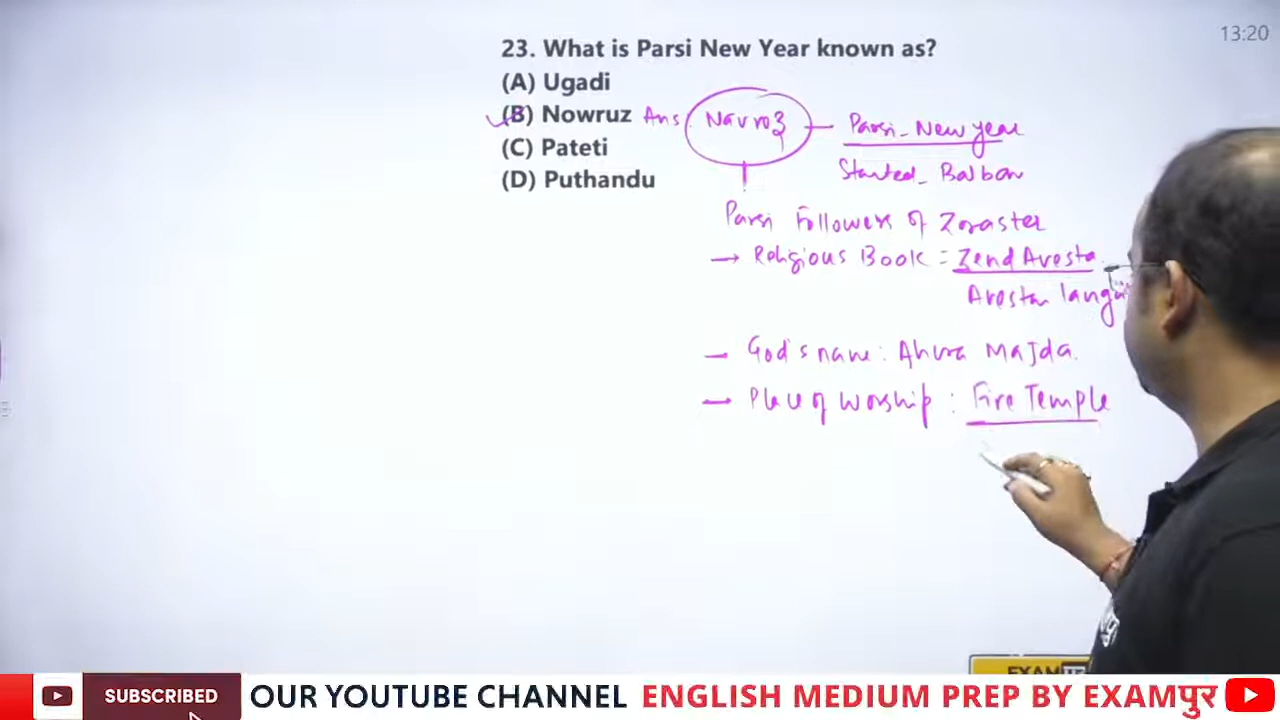 13:20
23. What is Parsi New Year known as?
(A) Ugadi
(B) Nowruz Ans. Navroz — Parsi - New year
(C) Pateti
Started - Balban
(D) Puthandu
Parsi Followers of Zoraster
→ Religious Book = Zend Avesta
Avestan langu
— God's name : Ahura Majda.
— Place of worship : Fire Temple
EXAM
SUBSCRIBED OUR YOUTUBE CHANNEL ENGLISH MEDIUM PREP BY EXAMपुर